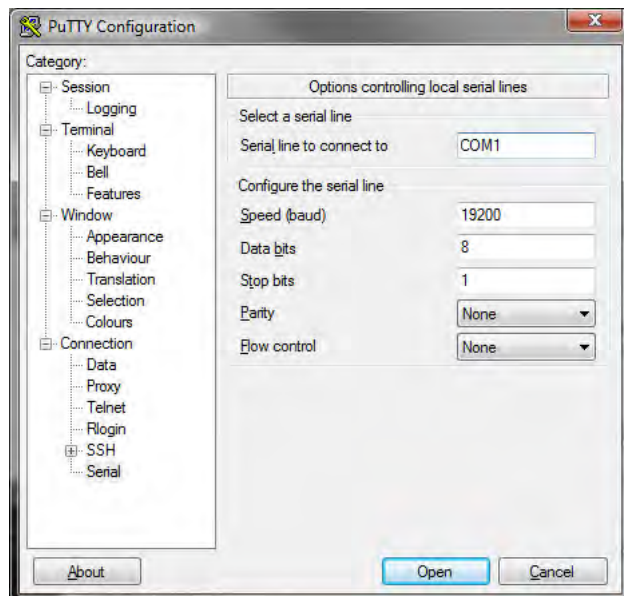 PuTTY Configuration
Category:
Session
Logging
Terminal
Keyboard
Bell
Features
Window
Appearance
Behaviour
Translation
Selection
Colours
Connection
Data
Proxy
Telnet
Rlogin
SSH
Serial
Options controlling local serial lines
Select a serial line
Serial line to connect to COM1
Configure the serial line
Speed (baud) 19200
Data bits 8
Stop bits 1
Parity None
Flow control None
About Open Cancel